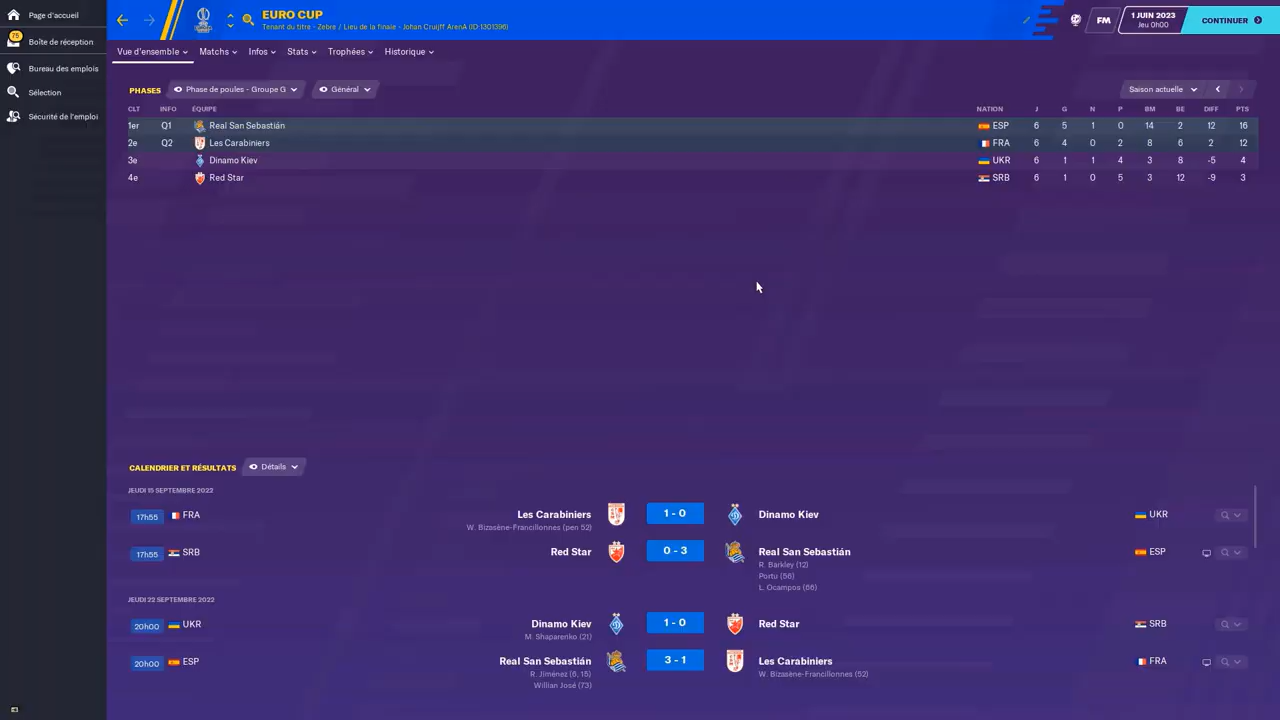 EURO CUP
Tenant du titre - Zebre / Lieu de la finale - Johan Cruijff ArenA (ID:1301396)
FM
1 JUIN 2023
Jeu 0h00
CONTINUER
Page d'accueil
75
Boîte de réception
Bureau des emplois
Sélection
Sécurité de l'emploi
Vue d'ensemble Matchs Infos Stats Trophées Historique
PHASES Phase de poules - Groupe G Général Saison actuelle
CLT INFO ÉQUIPE NATION J G N P BM BE DIFF PTS
1er Q1 Real San Sebastián ESP 6 5 1 0 14 2 12 16
2e Q2 Les Carabiniers FRA 6 4 0 2 8 6 2 12
3e Dinamo Kiev UKR 6 1 1 4 3 8 -5 4
4e Red Star SRB 6 1 0 5 3 12 -9 3
CALENDRIER ET RÉSULTATS Détails
JEUDI 15 SEPTEMBRE 2022
17h55 FRA Les Carabiniers 1 - 0 Dinamo Kiev UKR
W. Bizasène-Francillonnes (pen 52)
17h55 SRB Red Star 0 - 3 Real San Sebastián ESP
R. Barkley (12)
Portu (56)
L. Ocampos (66)
JEUDI 22 SEPTEMBRE 2022
20h00 UKR Dinamo Kiev 1 - 0 Red Star SRB
M. Shaparenko (21)
20h00 ESP Real San Sebastián 3 - 1 Les Carabiniers FRA
R. Jiménez (6, 15) W. Bizasène-Francillonnes (52)
Willian José (73)